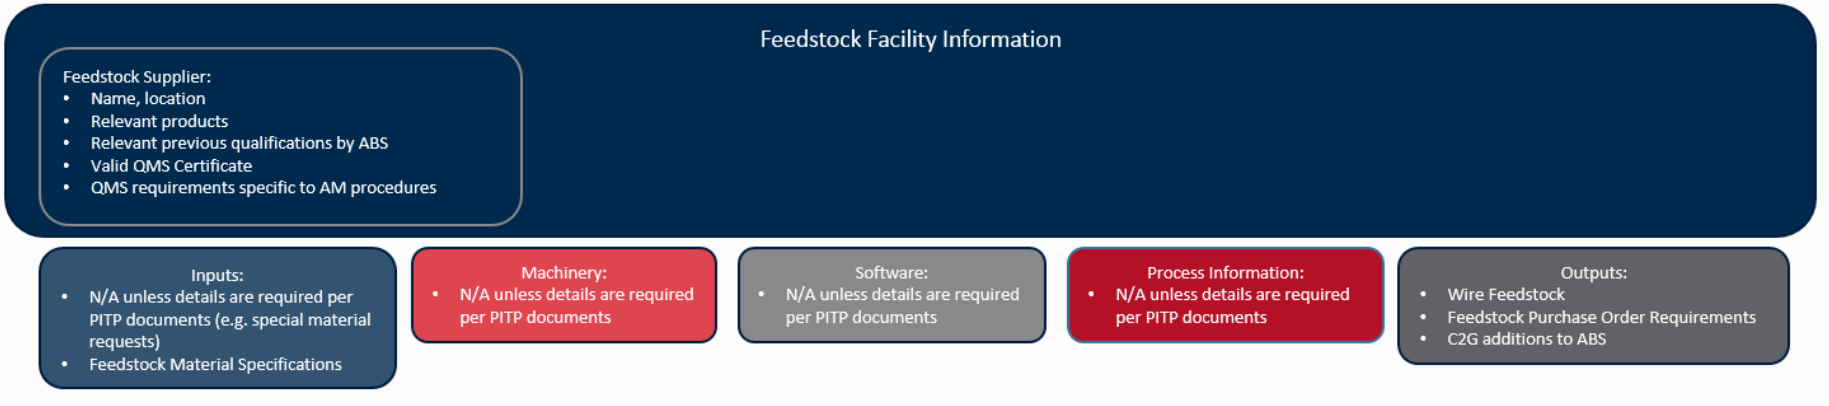 Feedstock Facility Information
Feedstock Supplier:
• Name, location
• Relevant products
• Relevant previous qualifications by ABS
• Valid QMS Certificate
• QMS requirements specific to AM procedures
Inputs:
• N/A unless details are required per
PITP documents (e.g. special material
requests)
• Feedstock Material Specifications
Machinery:
• N/A unless details are required
per PITP documents
Software:
• N/A unless details are required
per PITP documents
Process Information:
• N/A unless details are required
per PITP documents
Outputs:
• Wire Feedstock
• Feedstock Purchase Order Requirements
• C2G additions to ABS